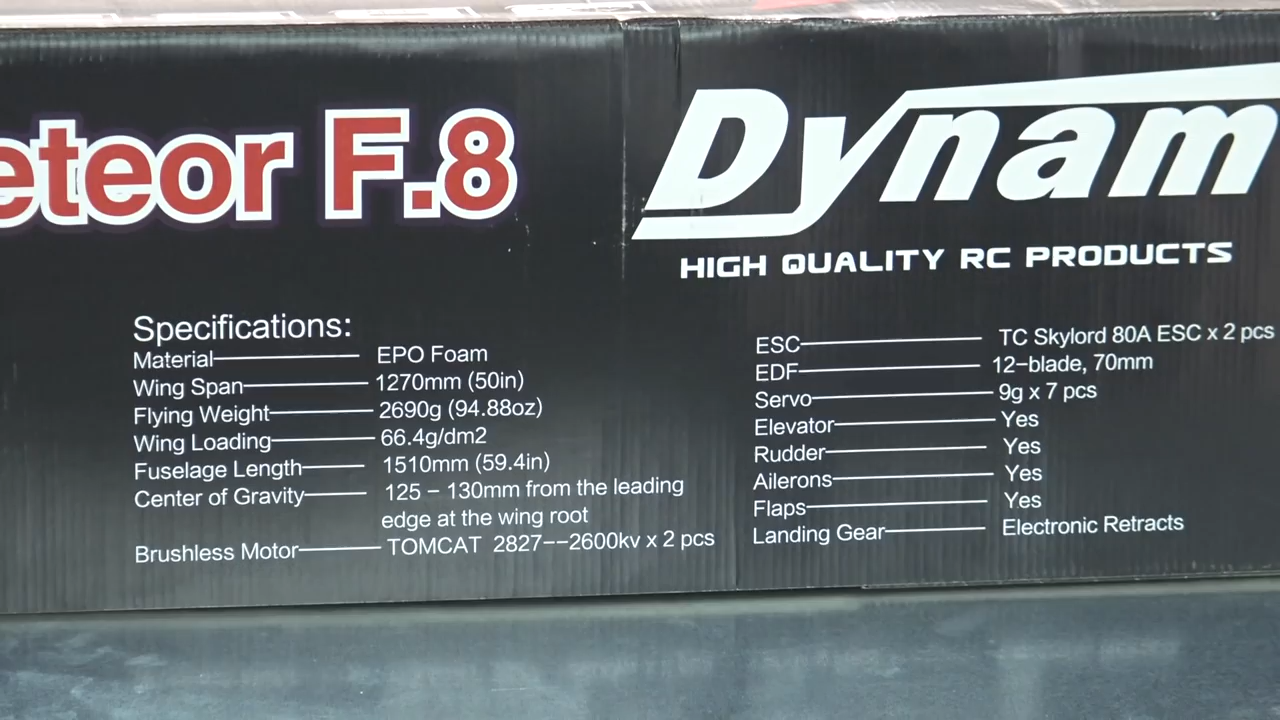 eteor F.8
Dynam
HIGH QUALITY RC PRODUCTS
Specifications:
Material EPO Foam
Wing Span 1270mm (50in)
Flying Weight 2690g (94.88oz)
Wing Loading 66.4g/dm2
Fuselage Length 1510mm (59.4in)
Center of Gravity 125 – 130mm from the leading
edge at the wing root
Brushless Motor TOMCAT 2827--2600kv x 2 pcs
ESC TC Skylord 80A ESC x 2 pcs
EDF 12-blade, 70mm
Servo 9g x 7 pcs
Elevator Yes
Rudder Yes
Ailerons Yes
Flaps Yes
Landing Gear Electronic Retracts